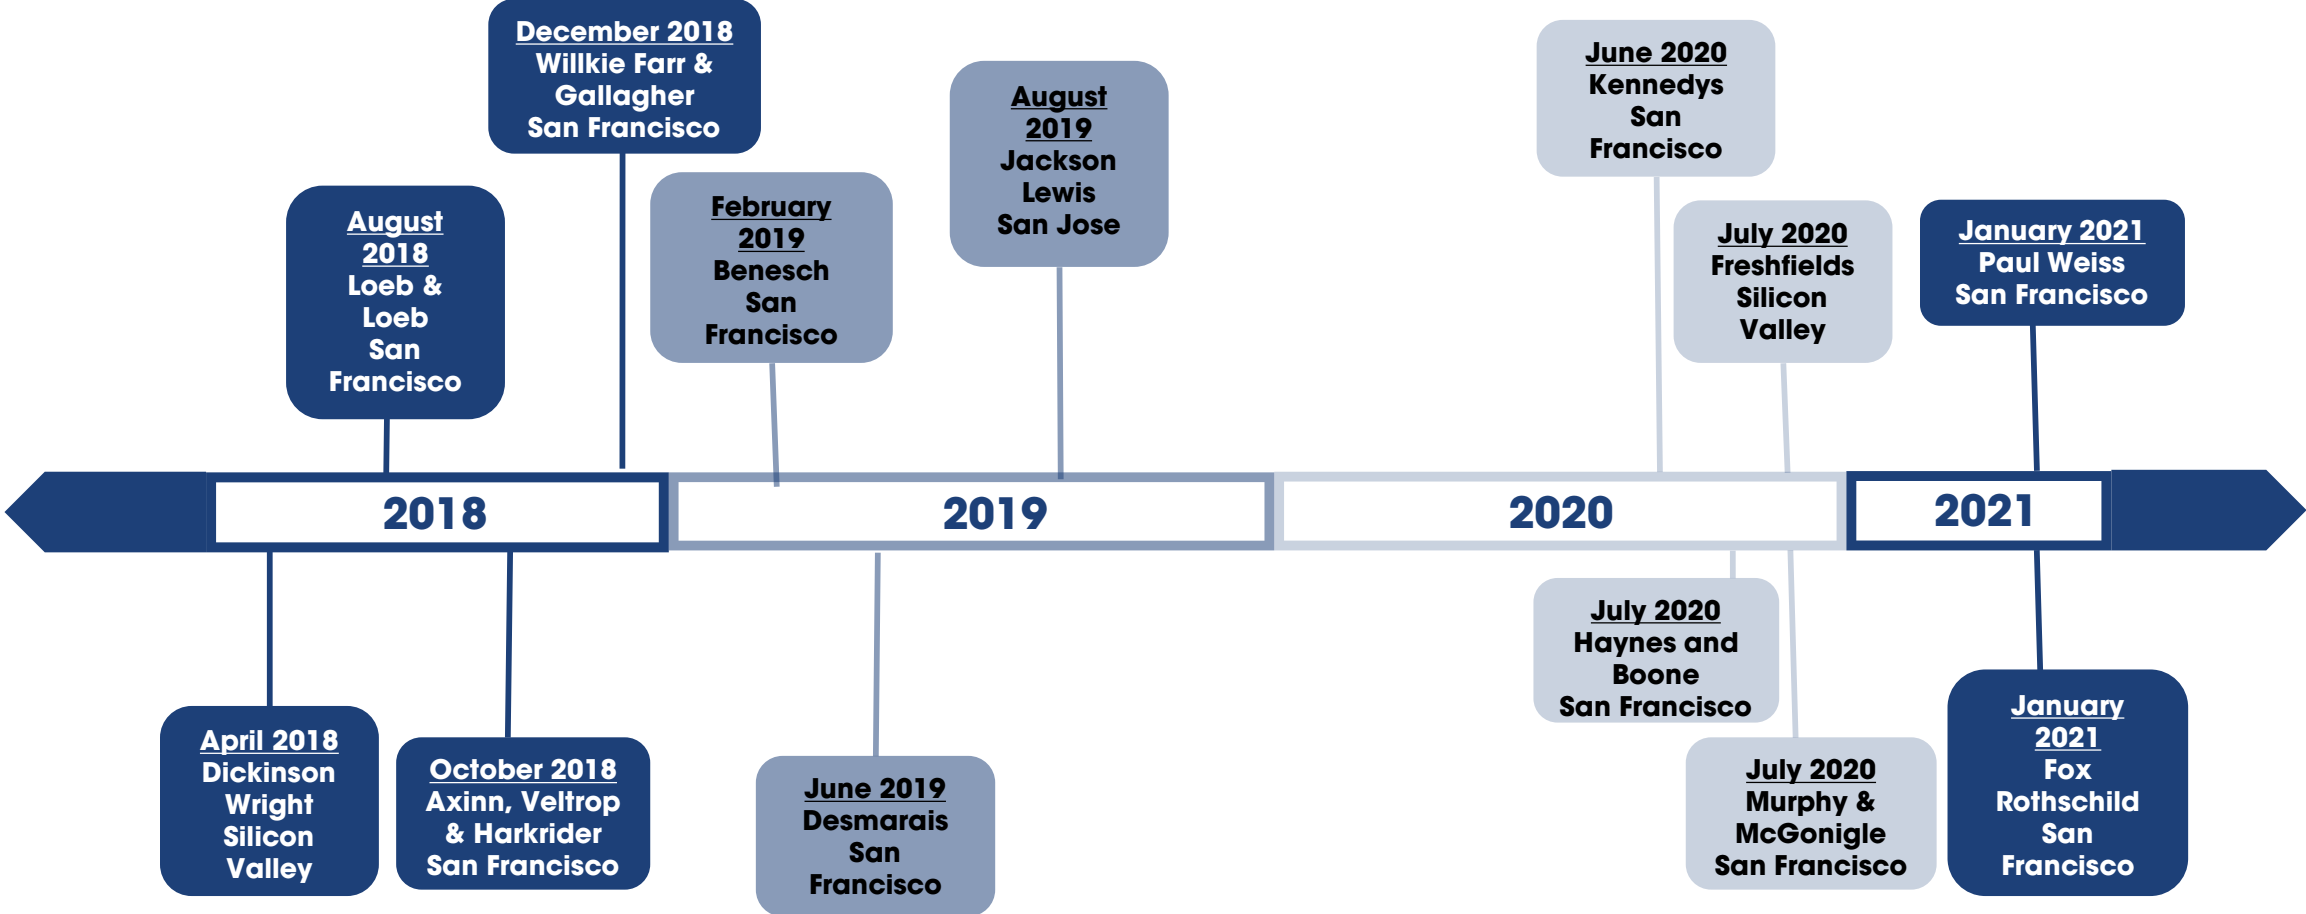 December 2018
Willkie Farr &
Gallagher
San Francisco
June 2020
Kennedys
San
Francisco
August
2019
Jackson
Lewis
San Jose
August
2018
Loeb &
Loeb
San
Francisco
February
2019
Benesch
San
Francisco
July 2020
Freshfields
Silicon
Valley
January 2021
Paul Weiss
San Francisco
2018
2019
2020
2021
April 2018
Dickinson
Wright
Silicon
Valley
October 2018
Axinn, Veltrop
& Harkrider
San Francisco
June 2019
Desmarais
San
Francisco
July 2020
Haynes and
Boone
San Francisco
July 2020
Murphy &
McGonigle
San Francisco
January
2021
Fox
Rothschild
San
Francisco